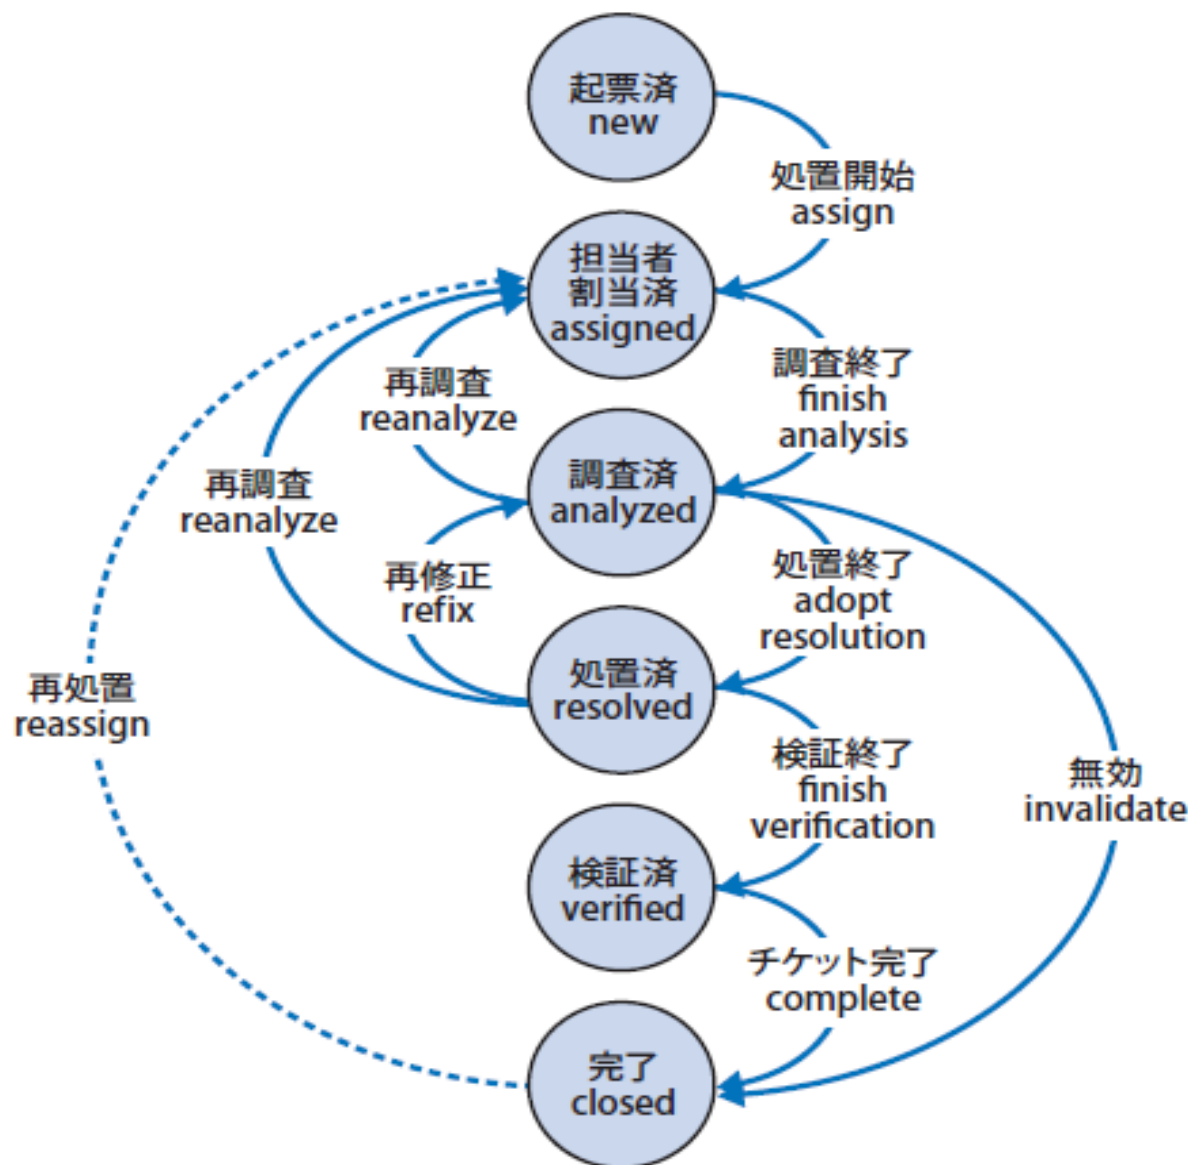 起票済
new
処置開始
assign
担当者
割当済
assigned
調査終了
finish
analysis
再調査
reanalyze
再調査
reanalyze
調査済
analyzed
処置終了
adopt
resolution
再修正
refix
処置済
resolved
再処置
reassign
検証終了
finish
verification
無効
invalidate
検証済
verified
チケット完了
complete
完了
closed